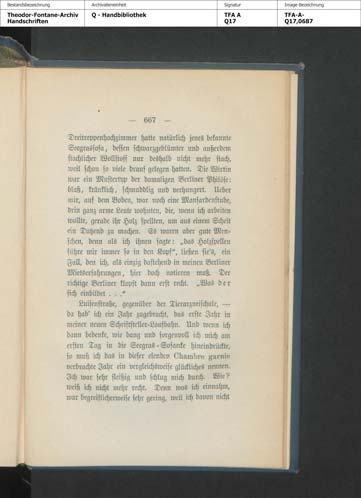 Bestandsbezeichnung
Theodor-Fontane-Archiv
Handschriften
Archivalieneinheit
Q - Handbibliothek
Signatur
TFA A
Q17
Image Bezeichnung
TFA-A-
Q17,0687
— 667 —
Dreitreppenhochzimmer hatte natürlich jenes bekannte
Seegrassofa, dessen schwarzgeblümter und außerdem
stachlicher Wollstoff nur deshalb nicht mehr stach,
weil schon so viele drauf gelegen hatten. Die Wirtin
war ein Mustertyp der damaligen Berliner Philöse:
blaß, kränklich, schmuddlig und verhungert. Ueber
mir, auf dem Boden, war noch eine Mansardenstube,
drin ganz arme Leute wohnten, die, wenn ich arbeiten
wollte, gerade ihr Holz spellten, um aus einem Scheit
ein Dutzend zu machen. Es waren aber gute Men-
schen, denn als ich ihnen sagte: „das Holzspellen
führe mir immer so in den Kopf“, ließen sie's, ein
Fall, den ich, als einzig dastehend in meinen Berliner
Mietserfahrungen, hier doch notieren muß. Der
richtige Berliner klopft dann erst recht. „Was der
sich einbildet . . .“
Luisenstraße, gegenüber der Tierarzneischule, —
da hab' ich ein Jahr zugebracht, das erste Jahr in
meiner neuen Schriftsteller-Laufbahn. Und wenn ich
dann bedenke, wie bang und sorgenvoll ich mich am
ersten Tag in die Seegras-Sofaecke hineindrückte,
so muß ich das in dieser elenden Chambre garnie
verbrachte Jahr ein vergleichsweise glückliches nennen.
Ich war sehr fleißig und schlug mich durch. Wie?
weiß ich nicht mehr recht. Denn was ich einnahm,
war begreiflicherweise sehr gering, weil ich davon nicht